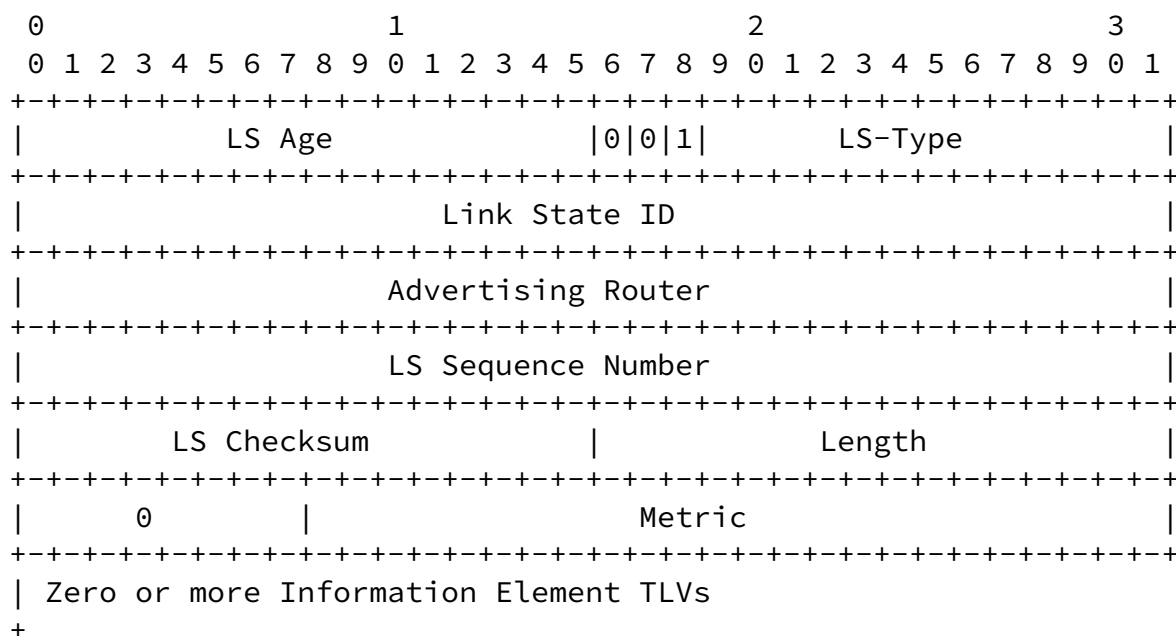 0                   1                   2                   3
 0 1 2 3 4 5 6 7 8 9 0 1 2 3 4 5 6 7 8 9 0 1 2 3 4 5 6 7 8 9 0 1
+-+-+-+-+-+-+-+-+-+-+-+-+-+-+-+-+-+-+-+-+-+-+-+-+-+-+-+-+-+-+-+-+
|           LS Age              |0|0|1|       LS-Type           |
+-+-+-+-+-+-+-+-+-+-+-+-+-+-+-+-+-+-+-+-+-+-+-+-+-+-+-+-+-+-+-+-+
|                       Link State ID                           |
+-+-+-+-+-+-+-+-+-+-+-+-+-+-+-+-+-+-+-+-+-+-+-+-+-+-+-+-+-+-+-+-+
|                    Advertising Router                         |
+-+-+-+-+-+-+-+-+-+-+-+-+-+-+-+-+-+-+-+-+-+-+-+-+-+-+-+-+-+-+-+-+
|                    LS Sequence Number                         |
+-+-+-+-+-+-+-+-+-+-+-+-+-+-+-+-+-+-+-+-+-+-+-+-+-+-+-+-+-+-+-+-+
|        LS Checksum            |            Length             |
+-+-+-+-+-+-+-+-+-+-+-+-+-+-+-+-+-+-+-+-+-+-+-+-+-+-+-+-+-+-+-+-+
|      0        |                  Metric                       |
+-+-+-+-+-+-+-+-+-+-+-+-+-+-+-+-+-+-+-+-+-+-+-+-+-+-+-+-+-+-+-+-+
| Zero or more Information Element TLVs
+